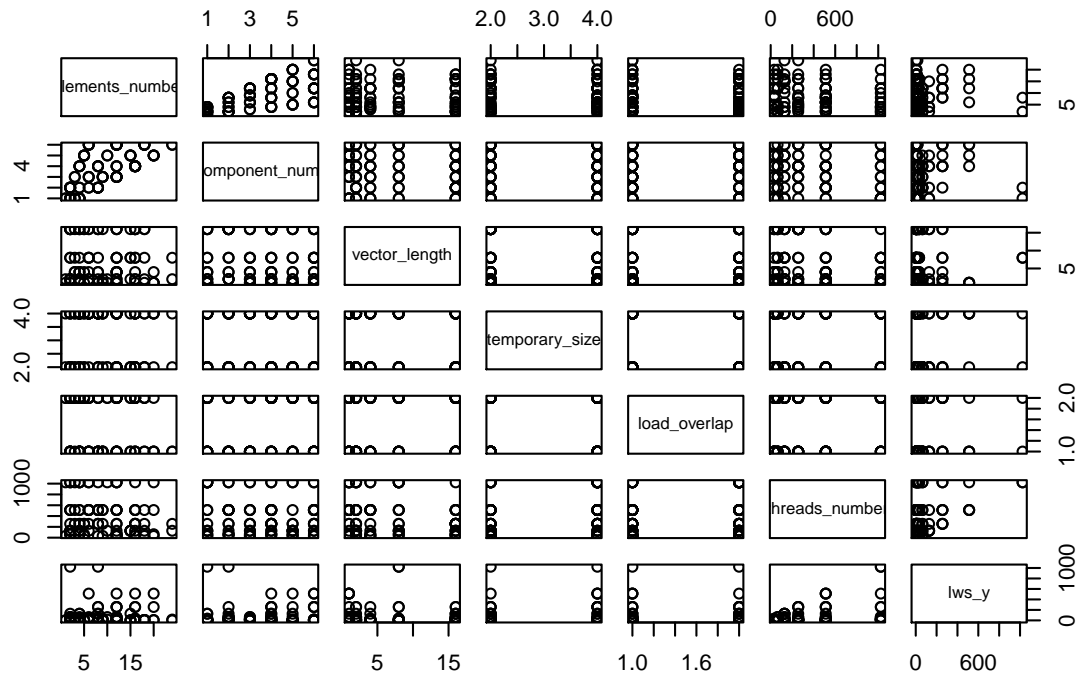 1 3 5 2.0 3.0 4.0 0 600
lements_numbe 5
1 4 omponent_num
vector_length 5
2.0 4.0 temporary_size
load_overlap 1.0 2.0
0 1000 hreads_numbe
lws_y 0 1000
5 15 5 15 1.0 1.6 0 600